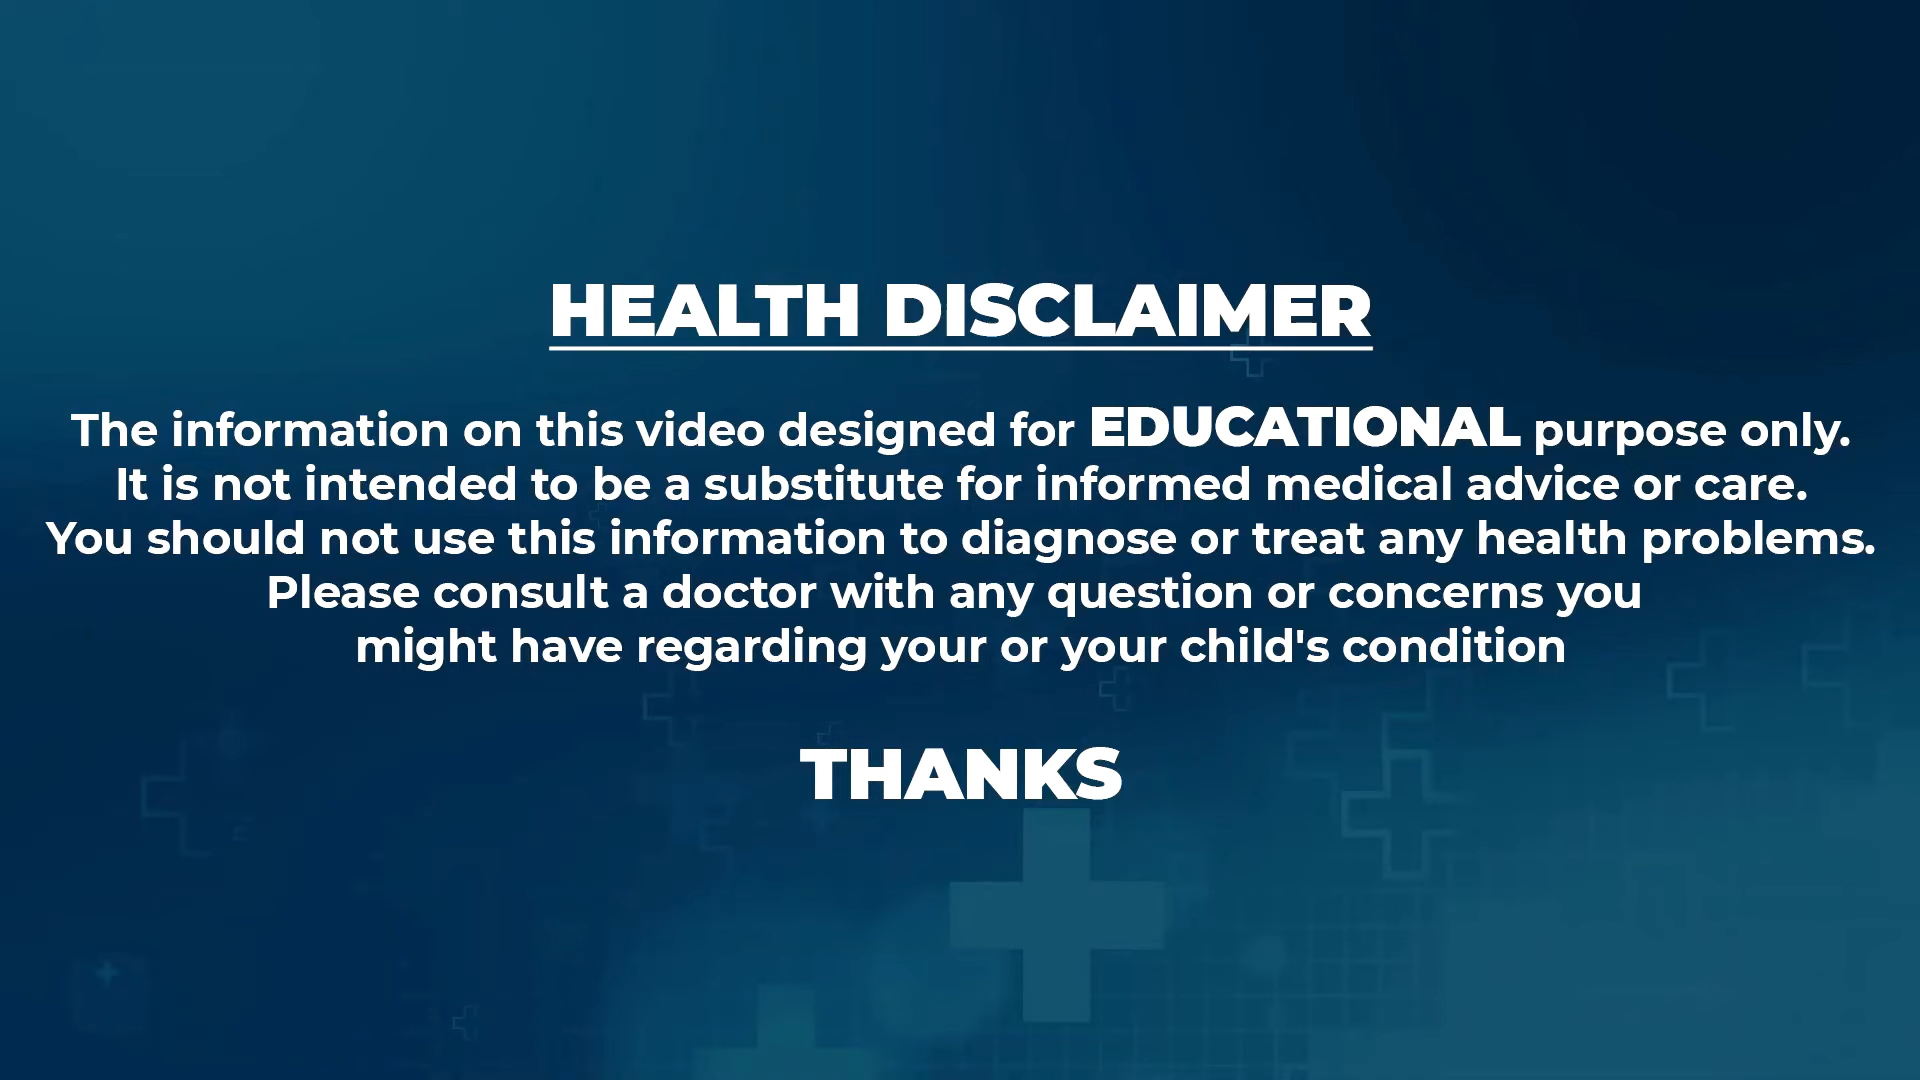 HEALTH DISCLAIMER
The information on this video designed for EDUCATIONAL purpose only.
It is not intended to be a substitute for informed medical advice or care.
You should not use this information to diagnose or treat any health problems.
Please consult a doctor with any question or concerns you
might have regarding your or your child's condition
THANKS